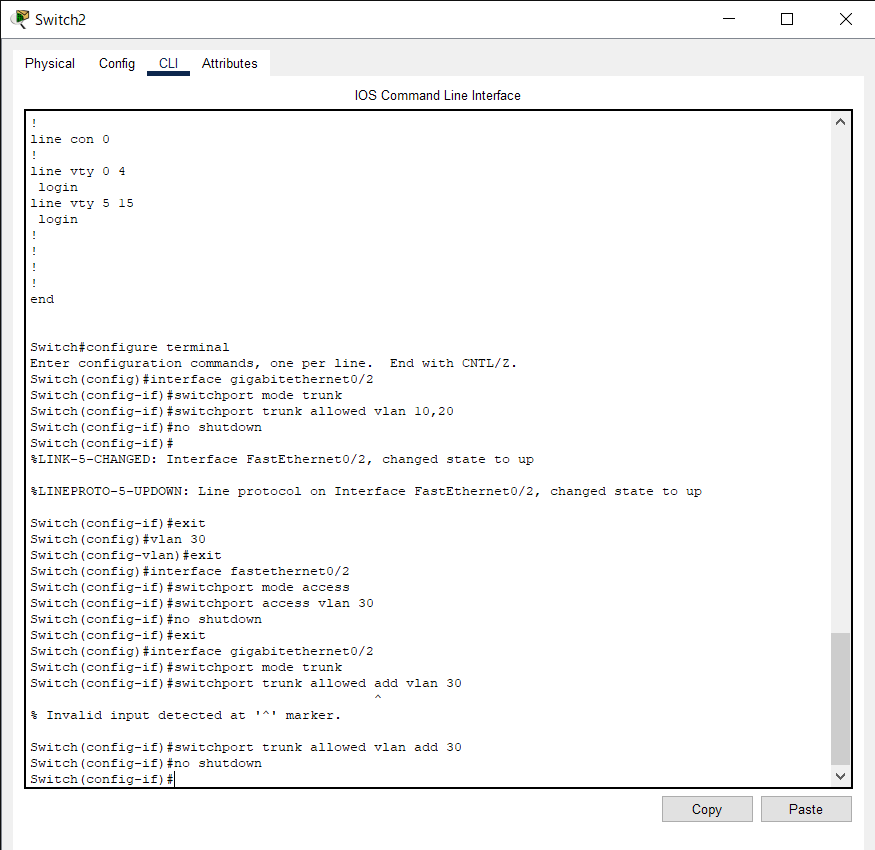 Switch2
Physical Config CLI Attributes
IOS Command Line Interface
!
line con 0
!
line vty 0 4
 login
line vty 5 15
 login
!
!
!
!
end
Switch#configure terminal
Enter configuration commands, one per line.  End with CNTL/Z.
Switch(config)#interface gigabitethernet0/2
Switch(config-if)#switchport mode trunk
Switch(config-if)#switchport trunk allowed vlan 10,20
Switch(config-if)#no shutdown
Switch(config-if)#
%LINK-5-CHANGED: Interface FastEthernet0/2, changed state to up
%LINEPROTO-5-UPDOWN: Line protocol on Interface FastEthernet0/2, changed state to up
Switch(config-if)#exit
Switch(config)#vlan 30
Switch(config-vlan)#exit
Switch(config)#interface fastethernet0/2
Switch(config-if)#switchport mode access
Switch(config-if)#switchport access vlan 30
Switch(config-if)#no shutdown
Switch(config-if)#exit
Switch(config)#interface gigabitethernet0/2
Switch(config-if)#switchport mode trunk
Switch(config-if)#switchport trunk allowed add vlan 30
^
% Invalid input detected at '^' marker.
Switch(config-if)#switchport trunk allowed vlan add 30
Switch(config-if)#no shutdown
Switch(config-if)#
Copy Paste